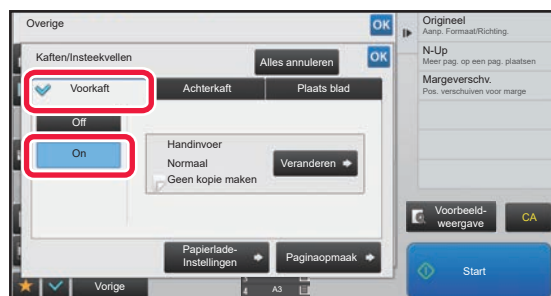 Overige
OK
Kaften/Insteekvellen
Alles annuleren
OK
Voorkaft
Achterkaft
Plaats blad
Off
On
Handinvoer
Normaal
Geen kopie maken
Veranderen
Papierlade-
Instellingen
Paginaopmaak
Vorige
4
A3
Origineel
Aanp. Formaat/Richting.
N-Up
Meer pag. op een pag. plaatsen
Margeverschv.
Pos. verschuiven voor marge
Voorbeeld-
weergave
CA
Start